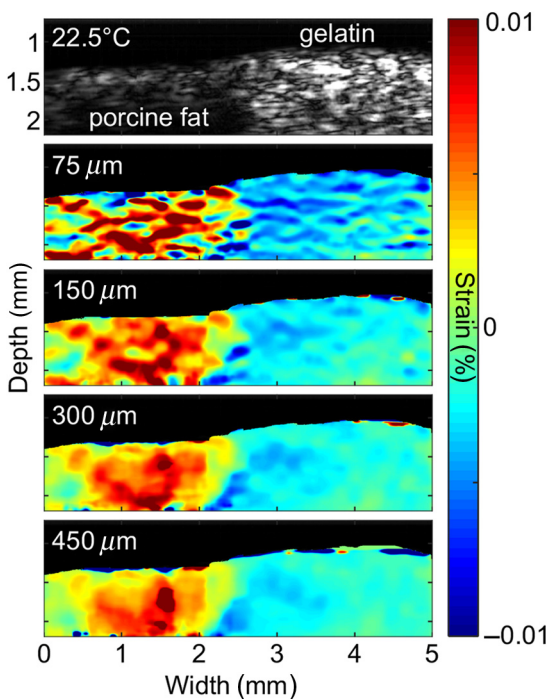 22.5°C
gelatin
porcine fat
1
1.5
2
75 μm
150 μm
300 μm
450 μm
Depth (mm)
0
1
2
3
4
5
Width (mm)
0.01
0
−0.01
Strain (%)